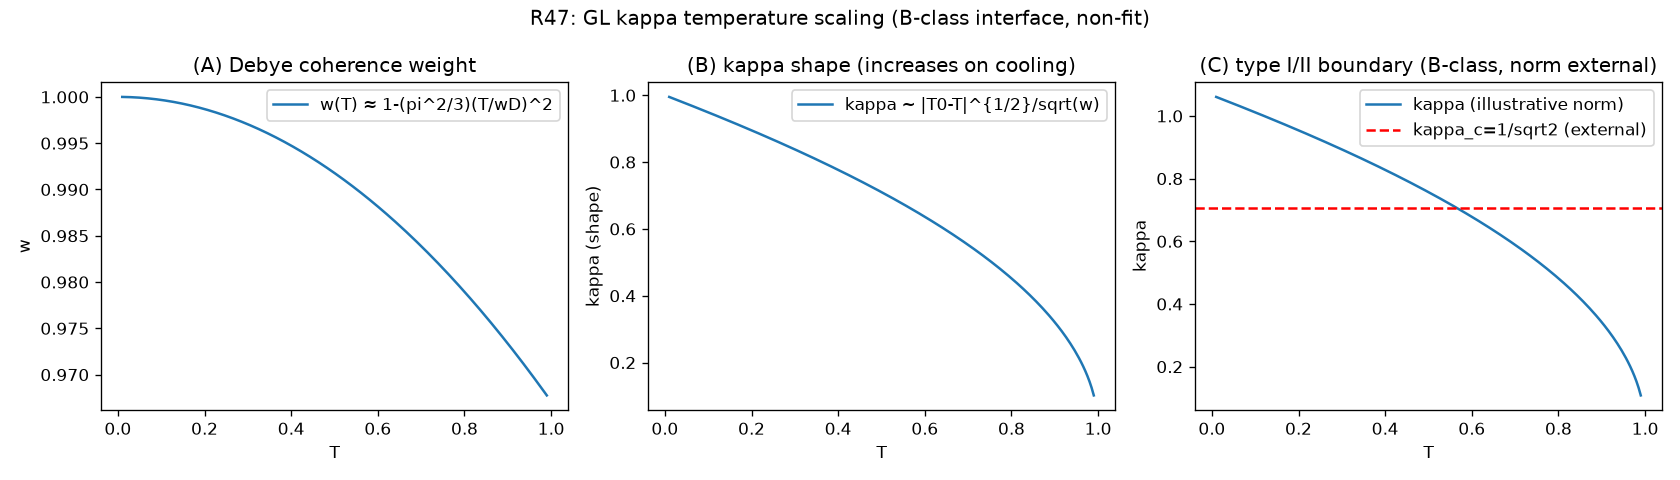 R47: GL kappa temperature scaling (B-class interface, non-fit)
(A) Debye coherence weight
w(T) ≈ 1-(pi^2/3)(T/wD)^2
1.000
0.995
0.990
0.985
0.980
0.975
0.970
w
0.0 0.2 0.4 0.6 0.8 1.0
T
(B) kappa shape (increases on cooling)
kappa ~ |T0-T|^{1/2}/sqrt(w)
1.0
0.8
0.6
0.4
0.2
kappa (shape)
0.0 0.2 0.4 0.6 0.8 1.0
T
(C) type I/II boundary (B-class, norm external)
kappa (illustrative norm)
kappa_c=1/sqrt2 (external)
1.0
0.8
0.6
0.4
0.2
kappa
0.0 0.2 0.4 0.6 0.8 1.0
T